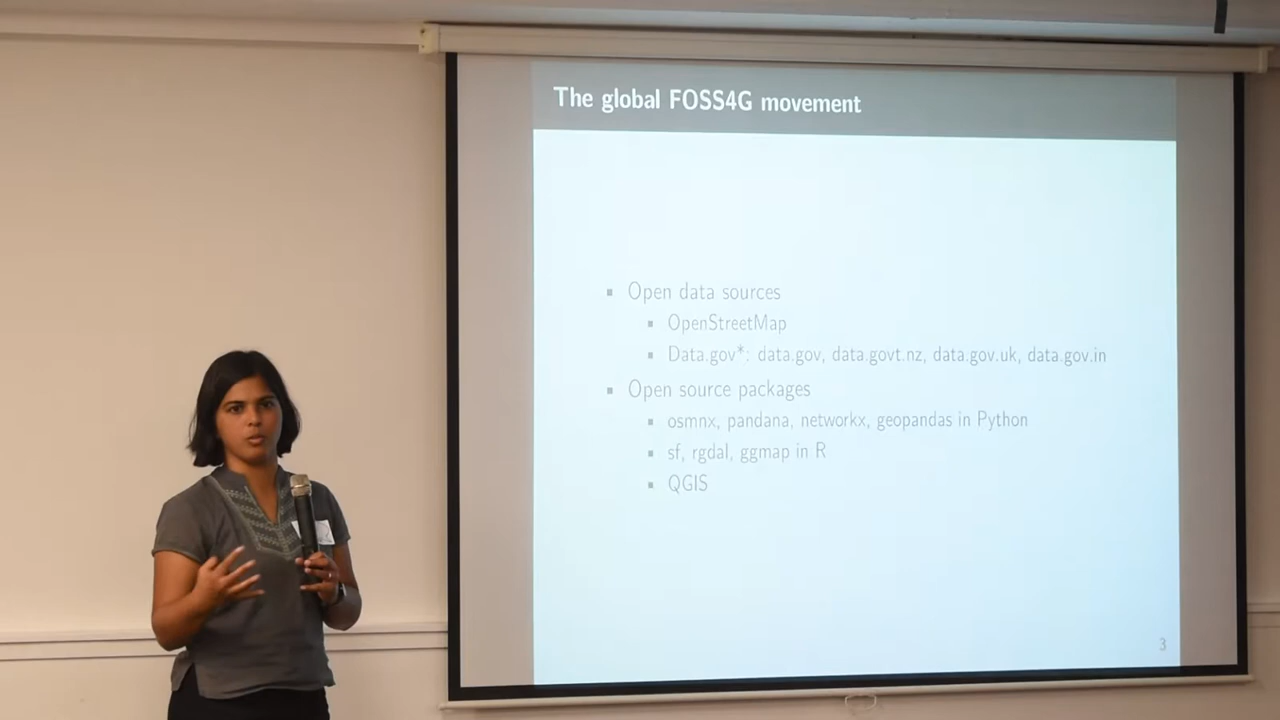 The global FOSS4G movement
Open data sources
OpenStreetMap
Data.gov*: data.gov, data.govt.nz, data.gov.uk, data.gov.in
Open source packages
osmnx, pandana, networkx, geopandas in Python
sf, rgdal, ggmap in R
QGIS
3